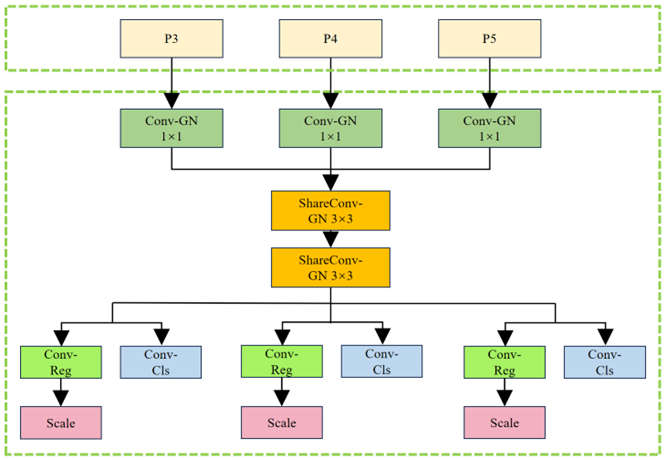 P3
P4
P5
Conv-GN
1×1
Conv-GN
1×1
Conv-GN
1×1
ShareConv-
GN 3×3
ShareConv-
GN 3×3
Conv-
Reg
Conv-
Cls
Conv-
Reg
Conv-
Cls
Conv-
Reg
Conv-
Cls
Scale
Scale
Scale